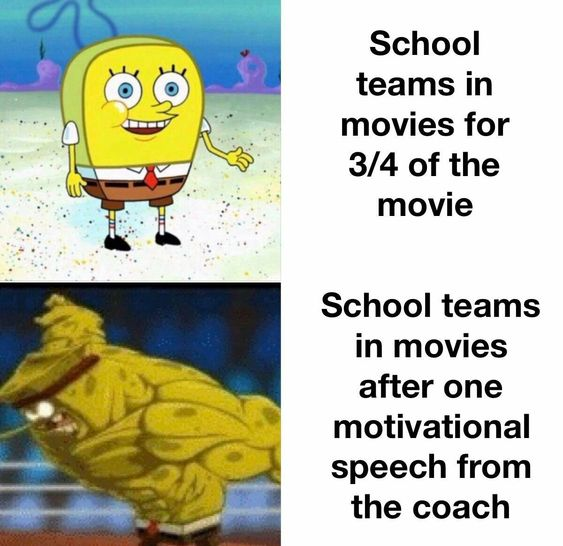 School
teams in
movies for
3/4 of the
movie
School teams
in movies
after one
motivational
speech from
the coach